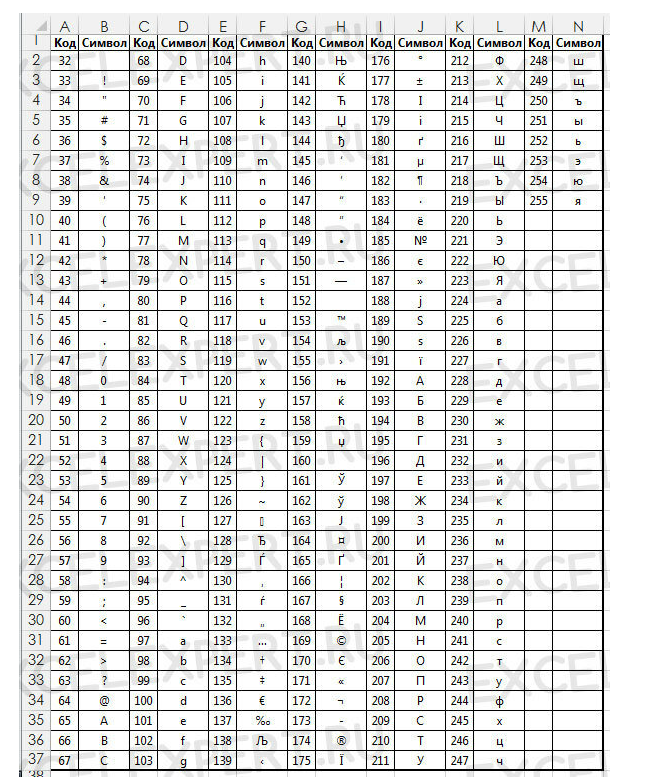 A B C D E F G H I J K L M N
1 Код Символ Код Символ Код Символ Код Символ Код Символ Код Символ Код Символ
2 32 68 D 104 h 140 Њ 176 ° 212 Ф 248 ш
3 33 ! 69 E 105 i 141 Ќ 177 ± 213 Х 249 щ
4 34 " 70 F 106 j 142 Ћ 178 І 214 Ц 250 ъ
5 35 # 71 G 107 k 143 Џ 179 і 215 Ч 251 ы
6 36 $ 72 H 108 l 144 ђ 180 ґ 216 Ш 252 ь
7 37 % 73 I 109 m 145 ‘ 181 µ 217 Щ 253 э
8 38 & 74 J 110 n 146 ’ 182 ¶ 218 Ъ 254 ю
9 39 ' 75 K 111 o 147 “ 183 · 219 Ы 255 я
10 40 ( 76 L 112 p 148 ” 184 ё 220 Ь
11 41 ) 77 M 113 q 149 • 185 № 221 Э
12 42 * 78 N 114 r 150 – 186 є 222 Ю
13 43 + 79 O 115 s 151 — 187 » 223 Я
14 44 , 80 P 116 t 152 188 ј 224 а
15 45 - 81 Q 117 u 153 ™ 189 Ѕ 225 б
16 46 . 82 R 118 v 154 љ 190 ѕ 226 в
17 47 / 83 S 119 w 155 › 191 ї 227 г
18 48 0 84 T 120 x 156 њ 192 А 228 д
19 49 1 85 U 121 y 157 ќ 193 Б 229 е
20 50 2 86 V 122 z 158 ћ 194 В 230 ж
21 51 3 87 W 123 { 159 џ 195 Г 231 з
22 52 4 88 X 124 | 160 196 Д 232 и
23 53 5 89 Y 125 } 161 Ў 197 Е 233 й
24 54 6 90 Z 126 ~ 162 ў 198 Ж 234 к
25 55 7 91 [ 127 ▯ 163 Ј 199 З 235 л
26 56 8 92 \ 128 Ђ 164 ¤ 200 И 236 м
27 57 9 93 ] 129 Ѓ 165 Ґ 201 Й 237 н
28 58 : 94 ^ 130 ‚ 166 ¦ 202 К 238 о
29 59 ; 95 _ 131 ѓ 167 § 203 Л 239 п
30 60 < 96 ` 132 „ 168 Ё 204 М 240 р
31 61 = 97 a 133 … 169 © 205 Н 241 с
32 62 > 98 b 134 † 170 Є 206 О 242 т
33 63 ? 99 c 135 ‡ 171 « 207 П 243 у
34 64 @ 100 d 136 € 172 ¬ 208 Р 244 ф
35 65 A 101 e 137 ‰ 173 - 209 С 245 х
36 66 B 102 f 138 Љ 174 ® 210 Т 246 ц
37 67 C 103 g 139 ‹ 175 Ї 211 У 247 ч
38